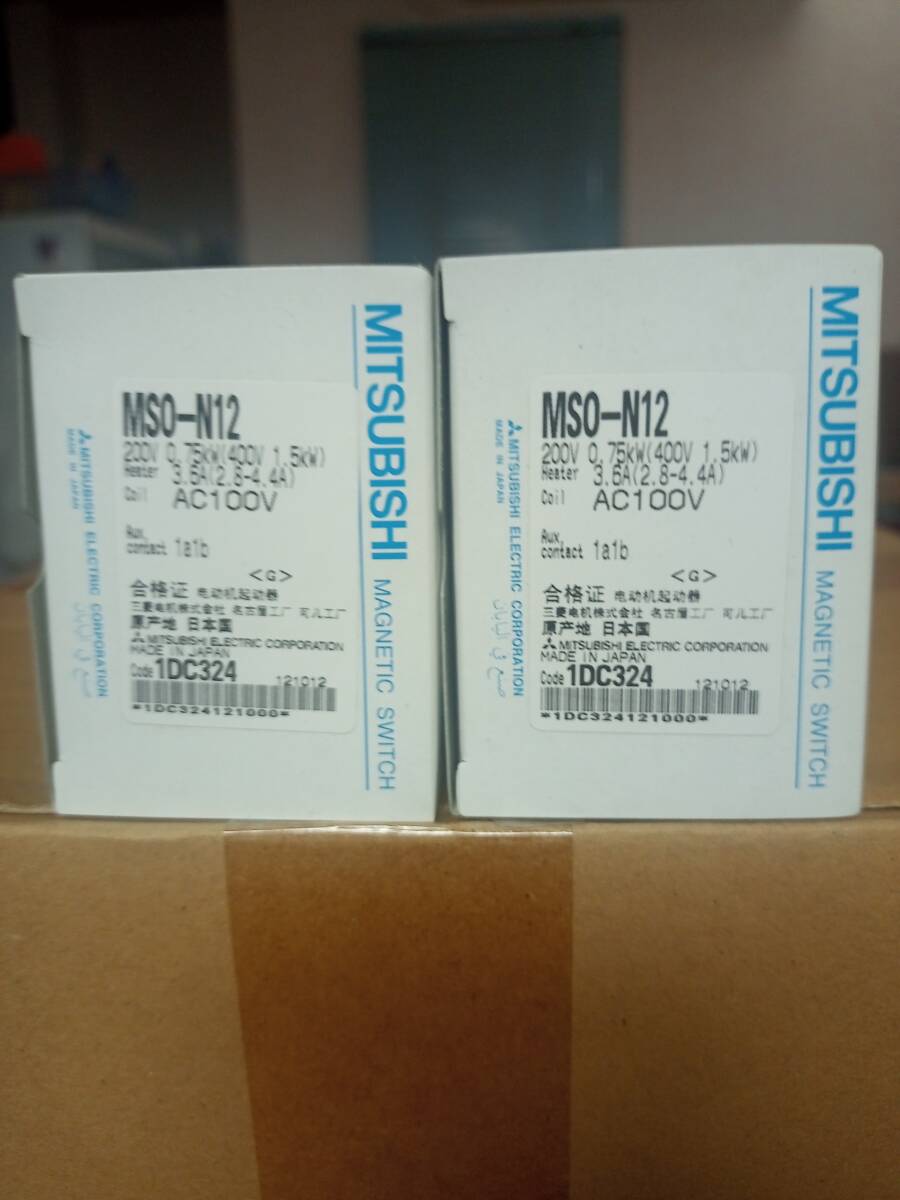 MSO-N12
200V 0.75kW(400V 1.5kW)
Heater 3.6A(2.8-4.4A)
Coil AC100V
Aux.
contact 1a1b
<G>
合格证 电动机起动器
三菱电机株式会社 名古屋工厂 可儿工厂
原产地 日本国
MITSUBISHI ELECTRIC CORPORATION
MADE IN JAPAN
Code 1DC324 121012
*1DC324121000*
MITSUBISHI MAGNETIC SWITCH
MITSUBISHI ELECTRIC CORPORATION
MADE IN JAPAN
صنع في اليابان
MSO-N12
200V 0.75kW(400V 1.5kW)
Heater 3.6A(2.8-4.4A)
Coil AC100V
Aux.
contact 1a1b
<G>
合格证 电动机起动器
三菱电机株式会社 名古屋工厂 可儿工厂
原产地 日本国
MITSUBISHI ELECTRIC CORPORATION
MADE IN JAPAN
Code 1DC324 121012
*1DC324121000*
MITSUBISHI MAGNETIC SWITCH
MITSUBISHI ELECTRIC CORPORATION
MADE IN JAPAN
صنع في اليابان